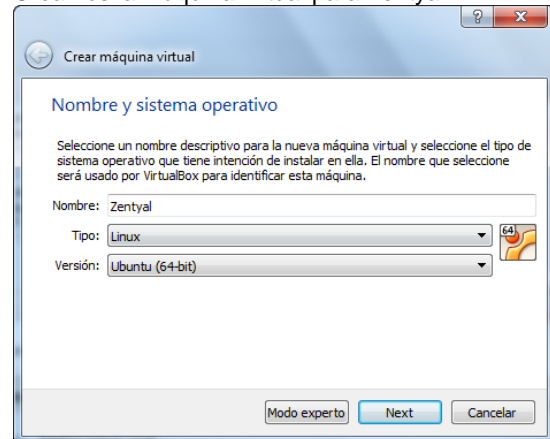 Crear máquina virtual
Nombre y sistema operativo
Seleccione un nombre descriptivo para la nueva máquina virtual y seleccione el tipo de
sistema operativo que tiene intención de instalar en ella. El nombre que seleccione
será usado por VirtualBox para identificar esta máquina.
Nombre: Zentyal
Tipo: Linux
64
Versión: Ubuntu (64-bit)
Modo experto Next Cancelar